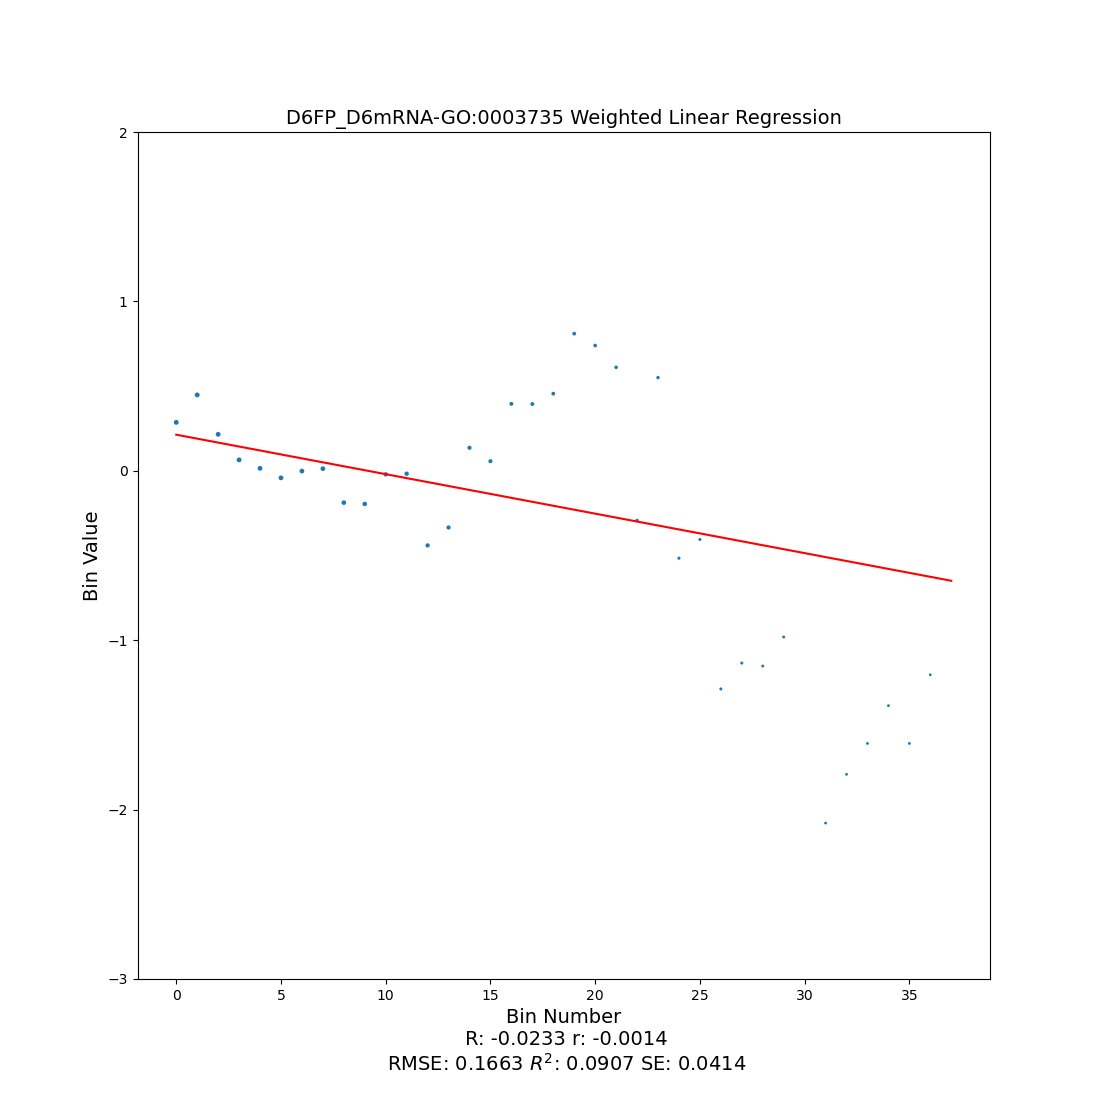 D6FP_D6mRNA-GO:0003735 Weighted Linear Regression
2
1
0
−1
−2
−3
Bin Value
0 5 10 15 20 25 30 35
Bin Number
R: -0.0233 r: -0.0014
RMSE: 0.1663 R²: 0.0907 SE: 0.0414